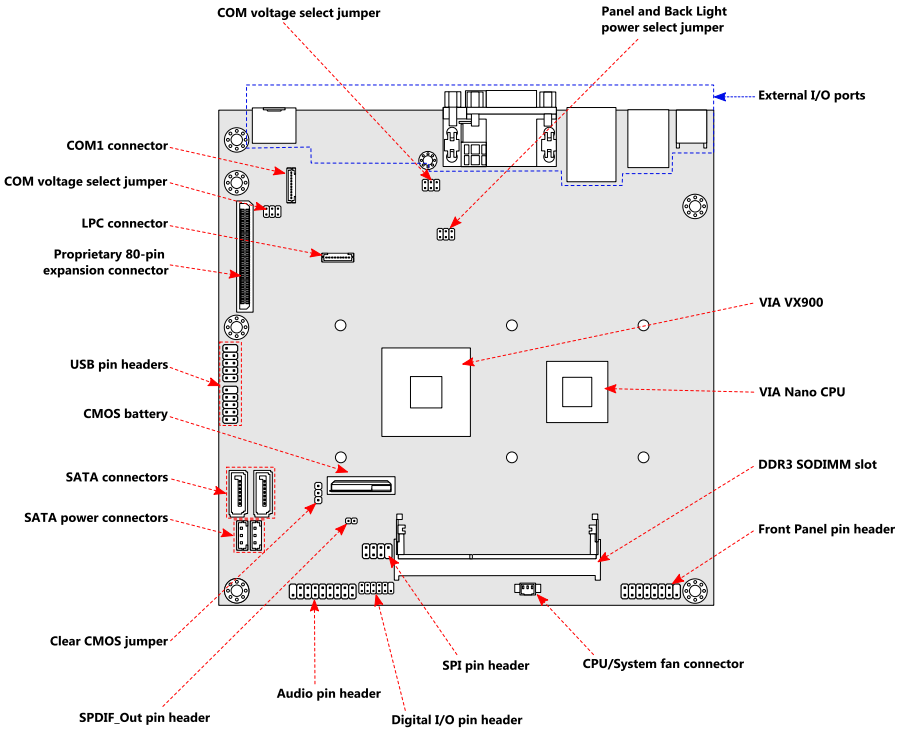 COM voltage select jumper
Panel and Back Light
power select jumper
External I/O ports
COM1 connector
COM voltage select jumper
LPC connector
Proprietary 80-pin
expansion connector
VIA VX900
USB pin headers
VIA Nano CPU
CMOS battery
DDR3 SODIMM slot
SATA connectors
SATA power connectors
Front Panel pin header
Clear CMOS jumper
SPI pin header
CPU/System fan connector
Audio pin header
SPDIF_Out pin header
Digital I/O pin header